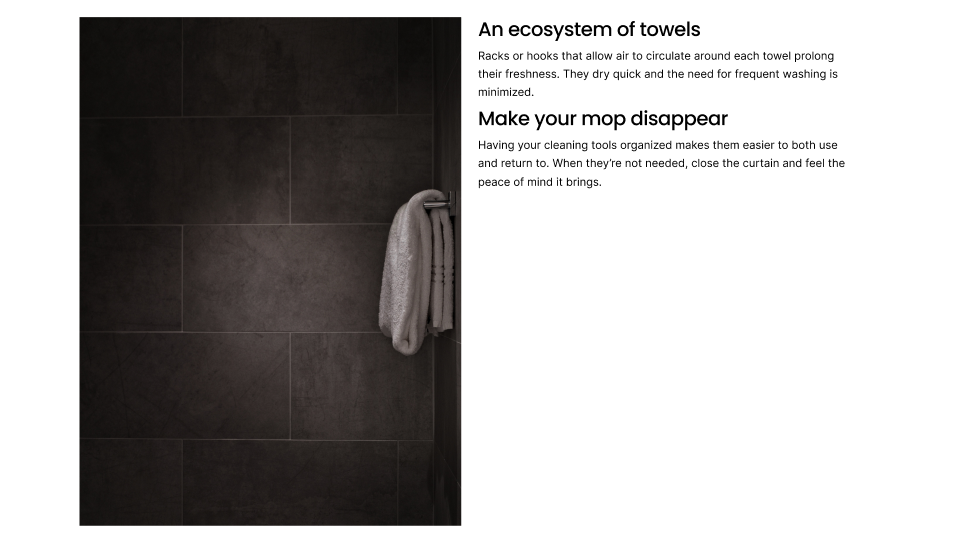 An ecosystem of towels
Racks or hooks that allow air to circulate around each towel prolong
their freshness. They dry quick and the need for frequent washing is
minimized.
Make your mop disappear
Having your cleaning tools organized makes them easier to both use
and return to. When they’re not needed, close the curtain and feel the
peace of mind it brings.